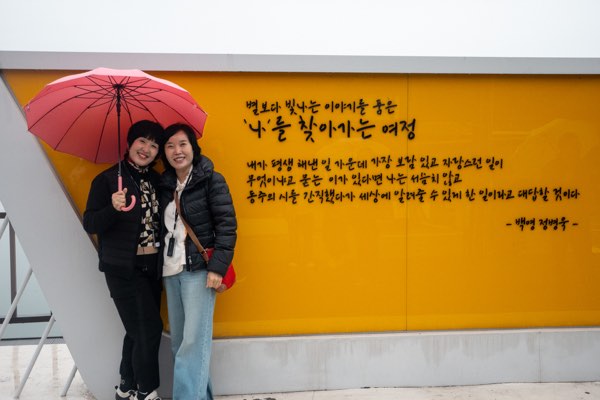 별보다 빛나는 이야기를 품은
'나'를 찾아가는 여정
내가 평생 해낸 일 가운데 가장 보람 있고 자랑스런 일이
무엇이냐고 묻는 이가 있다면 나는 서슴지 않고
동주의 시를 간직했다가 세상에 알려줄 수 있게 한 일이라고 대답할 것이다
- 백영 정병욱 -